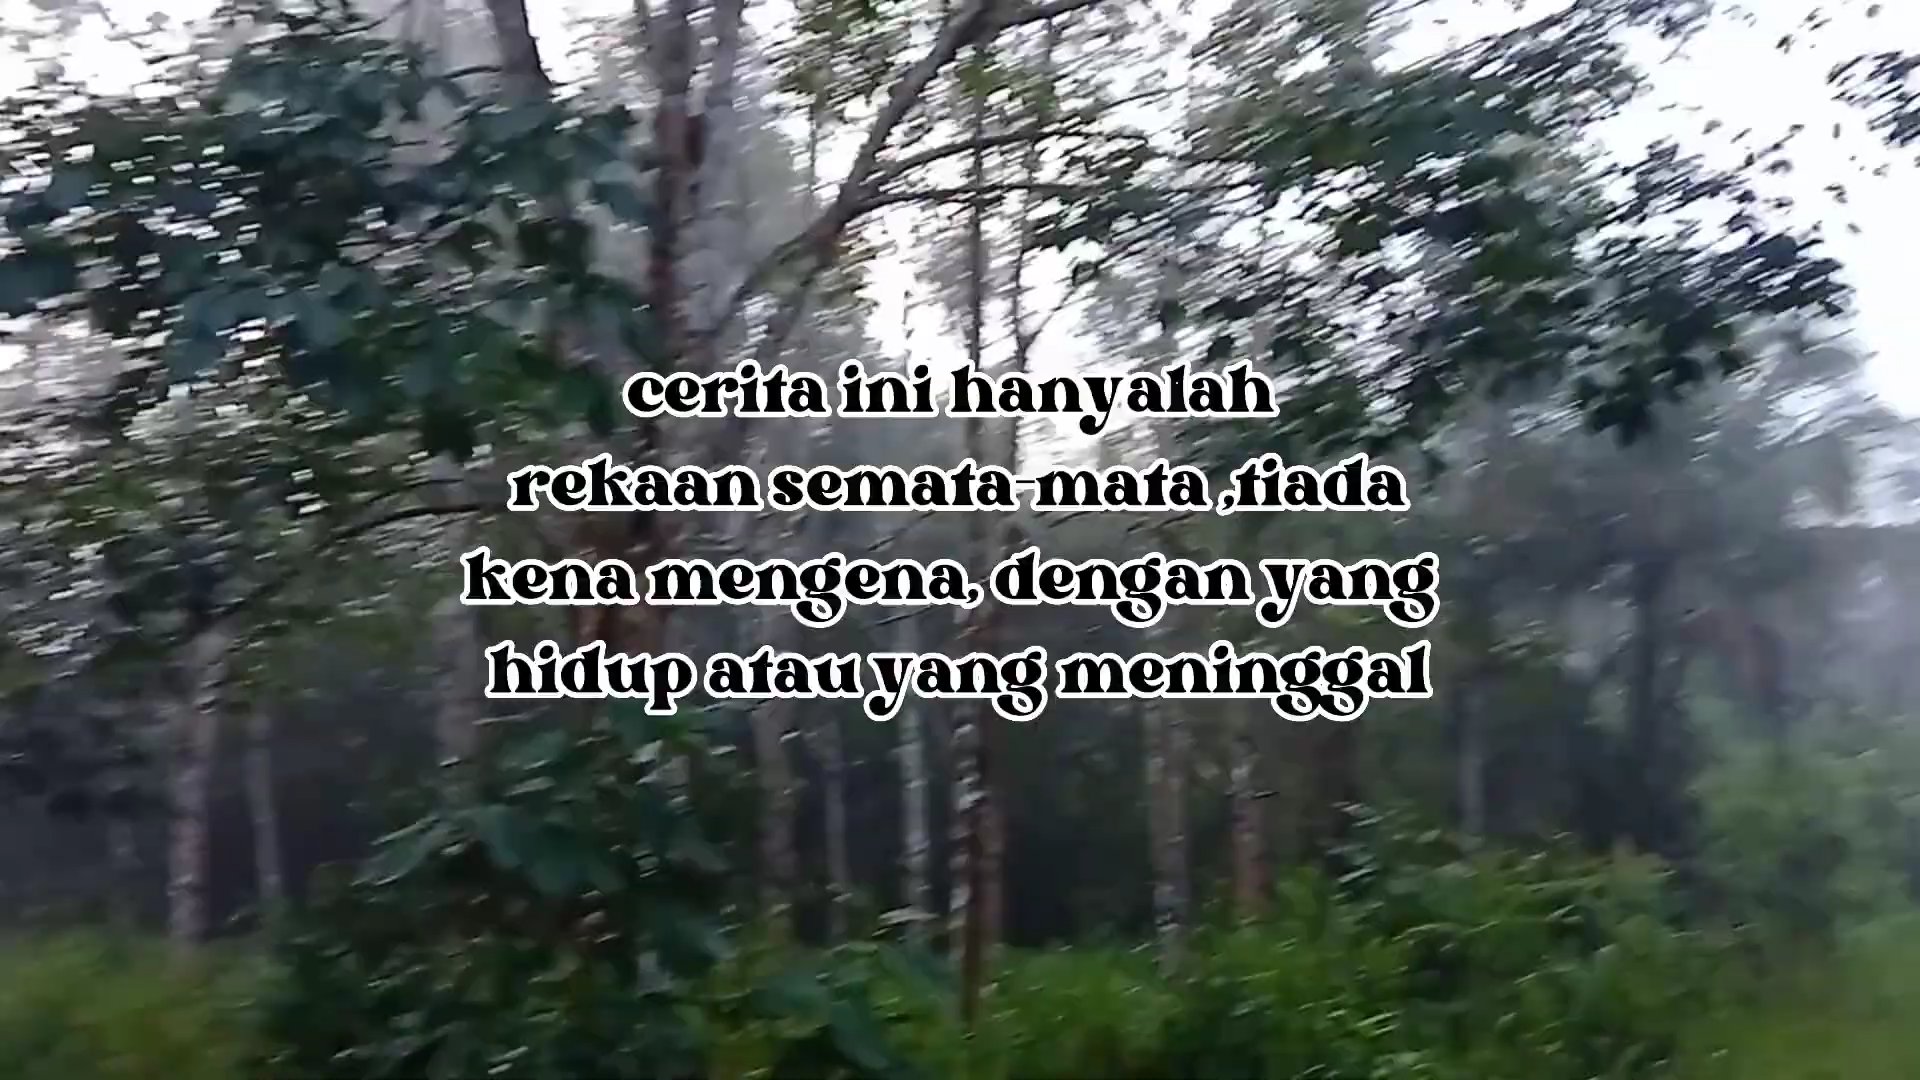 cerita ini hanyalah
rekaan semata-mata ,tiada
kena mengena, dengan yang
hidup atau yang meninggal